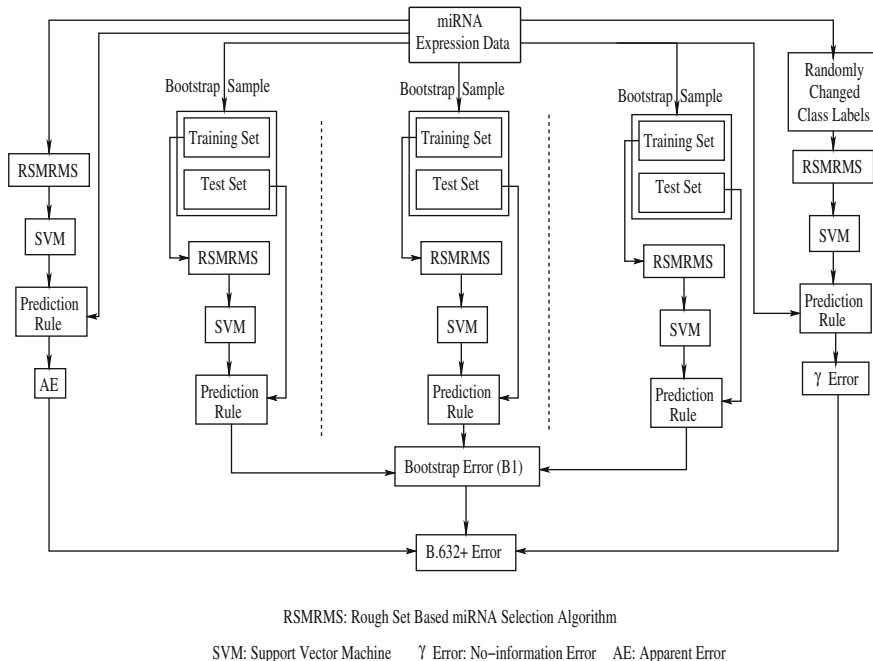 miRNA
Expression Data
Bootstrap Sample
Bootstrap Sample
Bootstrap Sample
Randomly
Changed
Class Labels
Training Set
Training Set
Training Set
Test Set
Test Set
Test Set
RSMRMS
RSMRMS
RSMRMS
RSMRMS
RSMRMS
SVM
SVM
SVM
SVM
SVM
Prediction
Rule
Prediction
Rule
Prediction
Rule
Prediction
Rule
Prediction
Rule
AE
γ Error
Bootstrap Error (B1)
B.632+ Error
RSMRMS: Rough Set Based miRNA Selection Algorithm
SVM: Support Vector Machine γ Error: No−information Error AE: Apparent Error